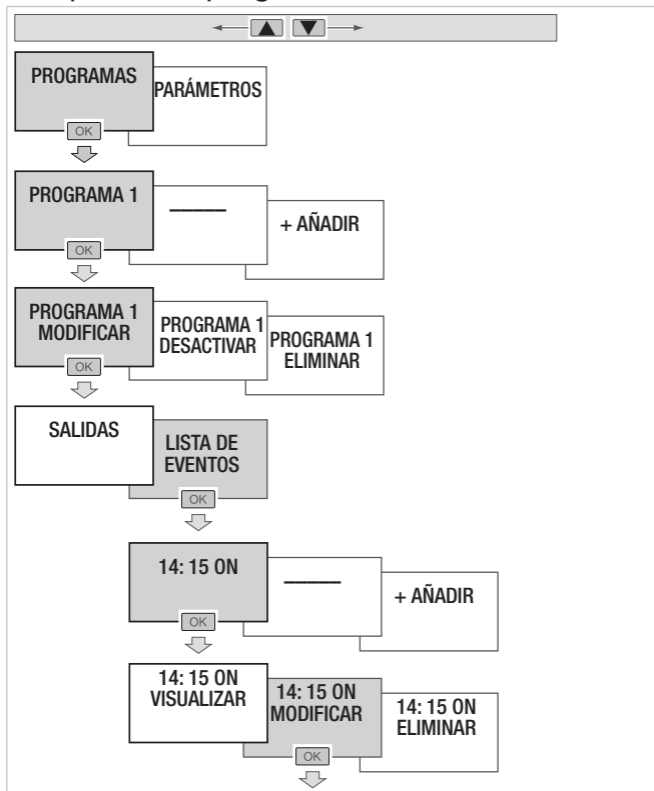 PROGRAMAS
PARÁMETROS
OK
PROGRAMA 1
-----
+ AÑADIR
OK
PROGRAMA 1
MODIFICAR
PROGRAMA 1
DESACTIVAR
PROGRAMA 1
ELIMINAR
OK
SALIDAS
LISTA DE
EVENTOS
OK
14: 15 ON
-----
+ AÑADIR
OK
14: 15 ON
VISUALIZAR
14: 15 ON
MODIFICAR
14: 15 ON
ELIMINAR
OK